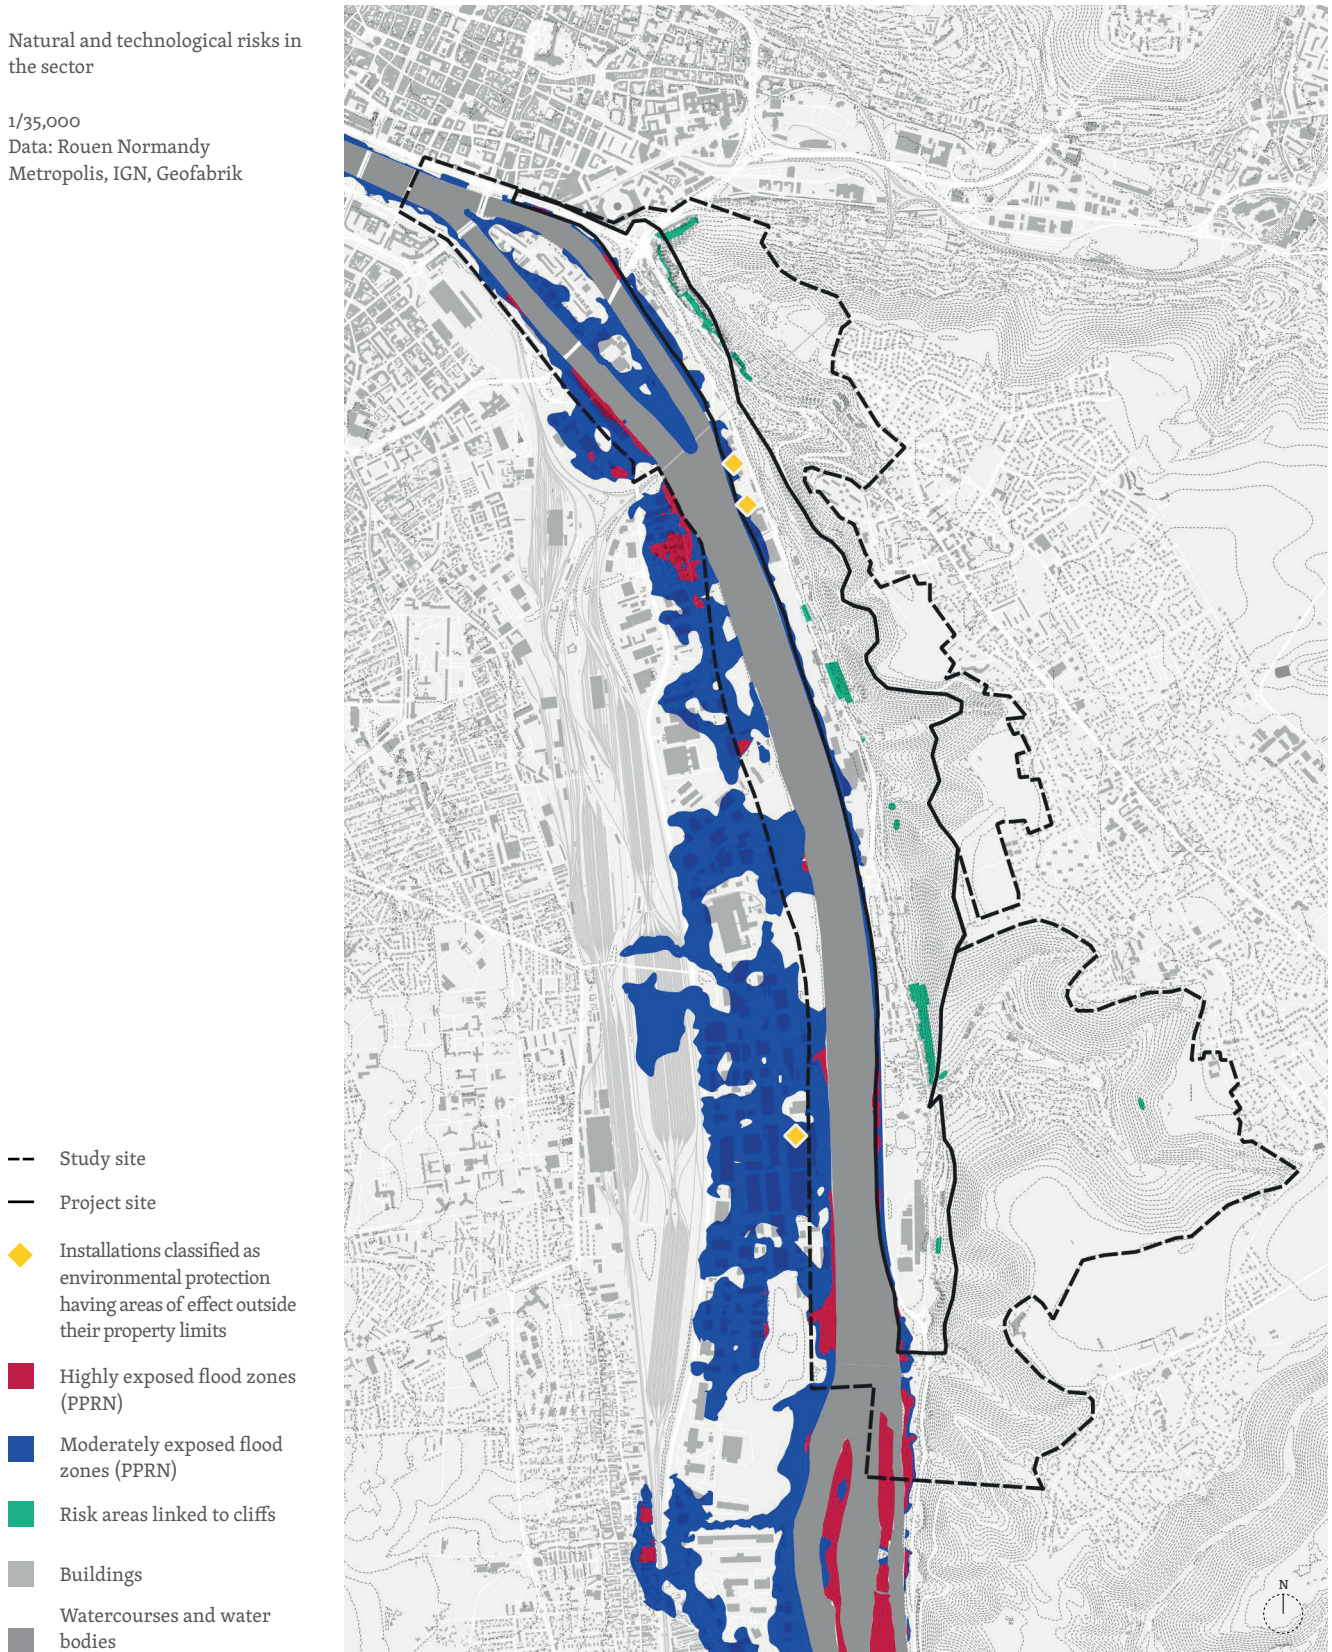 Natural and technological risks in
the sector
1/35,000
Data: Rouen Normandy
Metropolis, IGN, Geofabrik
Study site
Project site
Installations classified as
environmental protection
having areas of effect outside
their property limits
Highly exposed flood zones
(PPRN)
Moderately exposed flood
zones (PPRN)
Risk areas linked to cliffs
Buildings
Watercourses and water
bodies
N